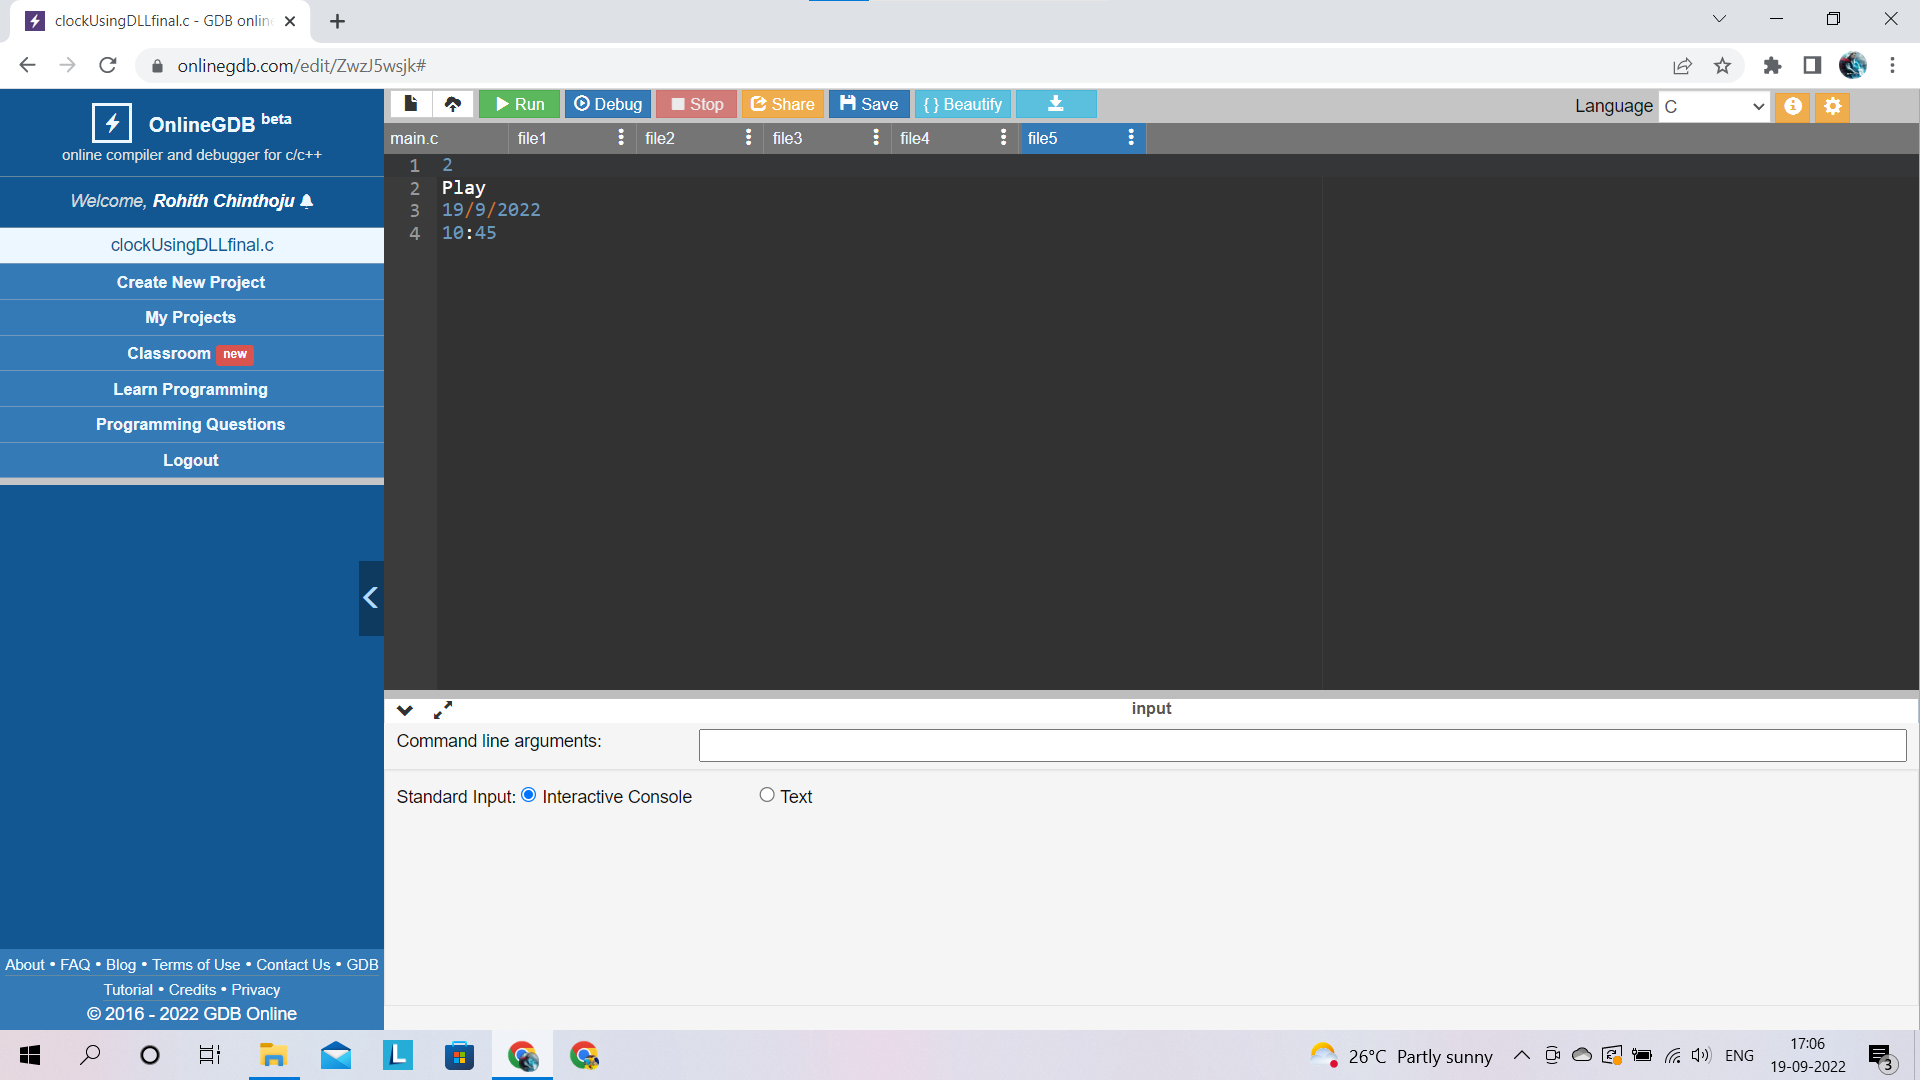 clockUsingDLLfinal.c - GDB onlin
onlinegdb.com/edit/ZwzJ5wsjk#
OnlineGDB beta
online compiler and debugger for c/c++
Welcome, Rohith Chinthoju
clockUsingDLLfinal.c
Create New Project
My Projects
Classroom new
Learn Programming
Programming Questions
Logout
About • FAQ • Blog • Terms of Use • Contact Us • GDB
Tutorial • Credits • Privacy
© 2016 - 2022 GDB Online
Run Debug Stop Share Save { } Beautify
Language C
main.c file1 file2 file3 file4 file5
1 2
2 Play
3 19/9/2022
4 10:45
input
Command line arguments:
Standard Input: Interactive Console Text
L
26°C Partly sunny
ENG
17:06
19-09-2022
3